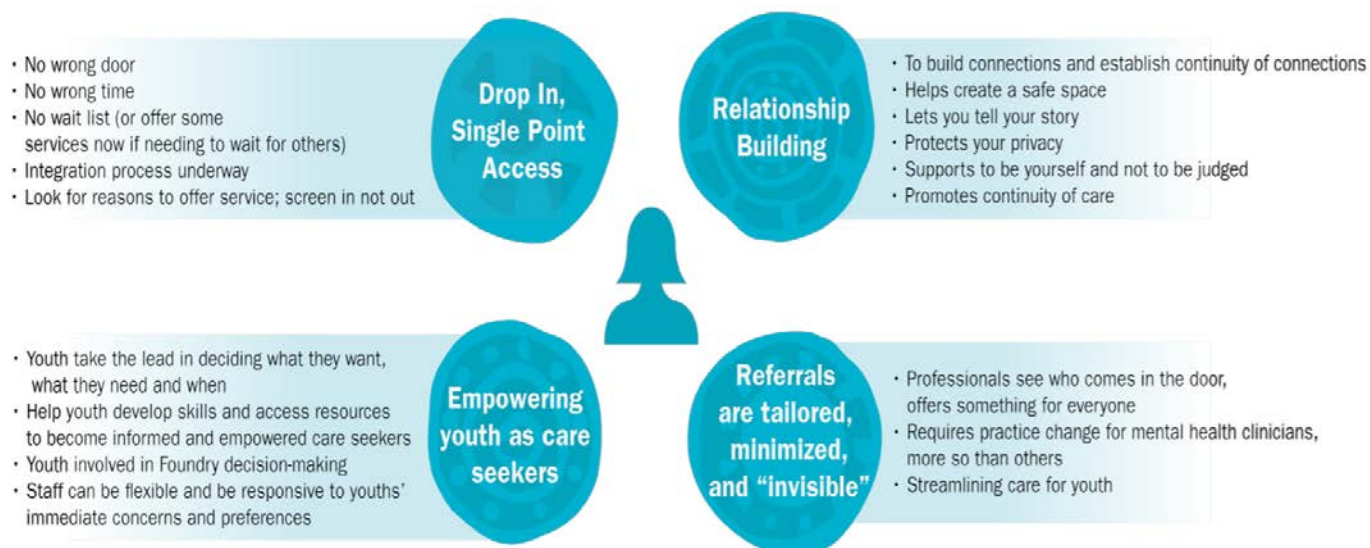 • No wrong door
• No wrong time
• No wait list (or offer some
services now if needing to wait for others)
• Integration process underway
• Look for reasons to offer service; screen in not out
Drop In,
Single Point
Access
Relationship
Building
• To build connections and establish continuity of connections
• Helps create a safe space
• Lets you tell your story
• Protects your privacy
• Supports to be yourself and not to be judged
• Promotes continuity of care
• Youth take the lead in deciding what they want,
what they need and when
• Help youth develop skills and access resources
to become informed and empowered care seekers
• Youth involved in Foundry decision-making
• Staff can be flexible and be responsive to youths'
immediate concerns and preferences
Empowering
youth as care
seekers
Referrals
are tailored,
minimized,
and “invisible”
• Professionals see who comes in the door,
offers something for everyone
• Requires practice change for mental health clinicians,
more so than others
• Streamlining care for youth